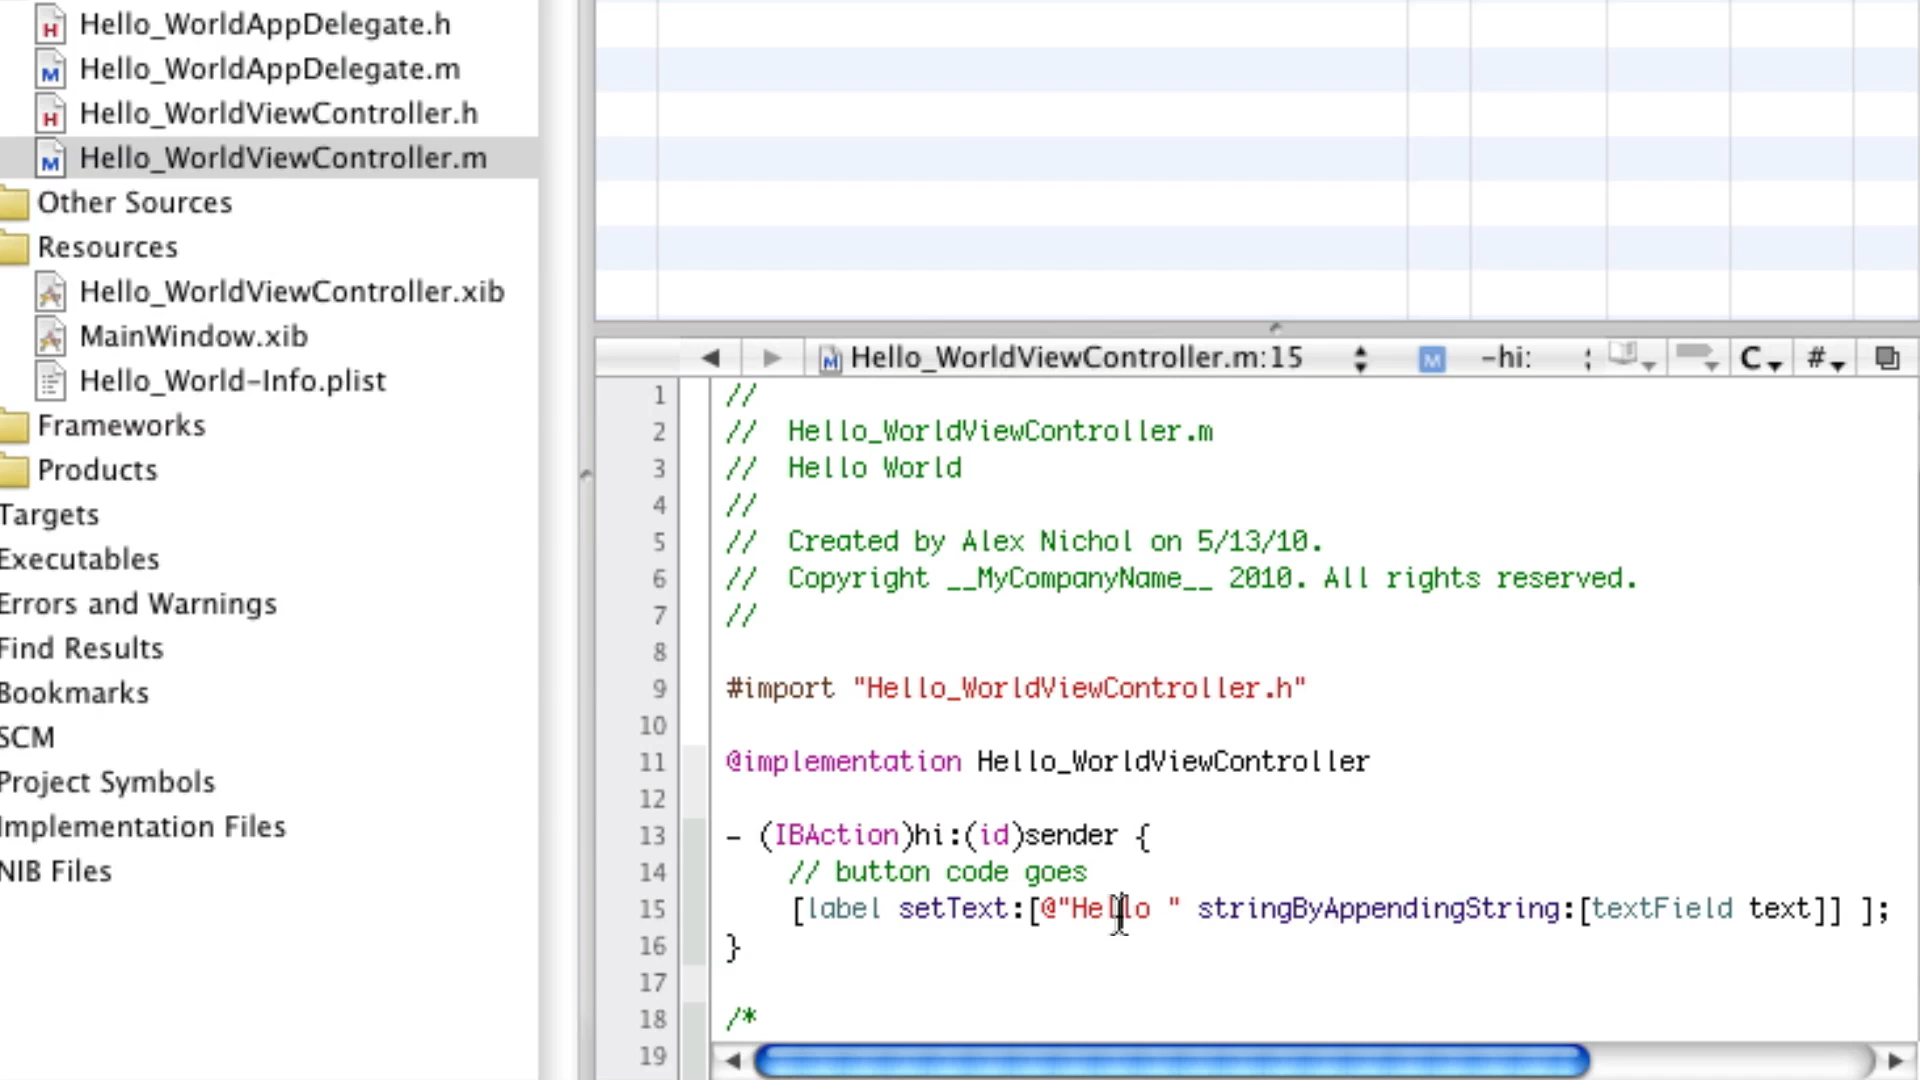 Hello_WorldAppDelegate.h
Hello_WorldAppDelegate.m
Hello_WorldViewController.h
Hello_WorldViewController.m
Other Sources
Resources
Hello_WorldViewController.xib
MainWindow.xib
Hello_World-Info.plist
Frameworks
Products
Targets
Executables
Errors and Warnings
Find Results
Bookmarks
SCM
Project Symbols
Implementation Files
NIB Files
Hello_WorldViewController.m:15 M -hi: C #
1 //
2 //  Hello_WorldViewController.m
3 //  Hello World
4 //
5 //  Created by Alex Nichol on 5/13/10.
6 //  Copyright __MyCompanyName__ 2010. All rights reserved.
7 //
8
9 #import "Hello_WorldViewController.h"
10
11 @implementation Hello_WorldViewController
12
13 - (IBAction)hi:(id)sender {
14     // button code goes
15     [label setText:[@"Hello " stringByAppendingString:[textField text]] ];
16 }
17
18 /*
19